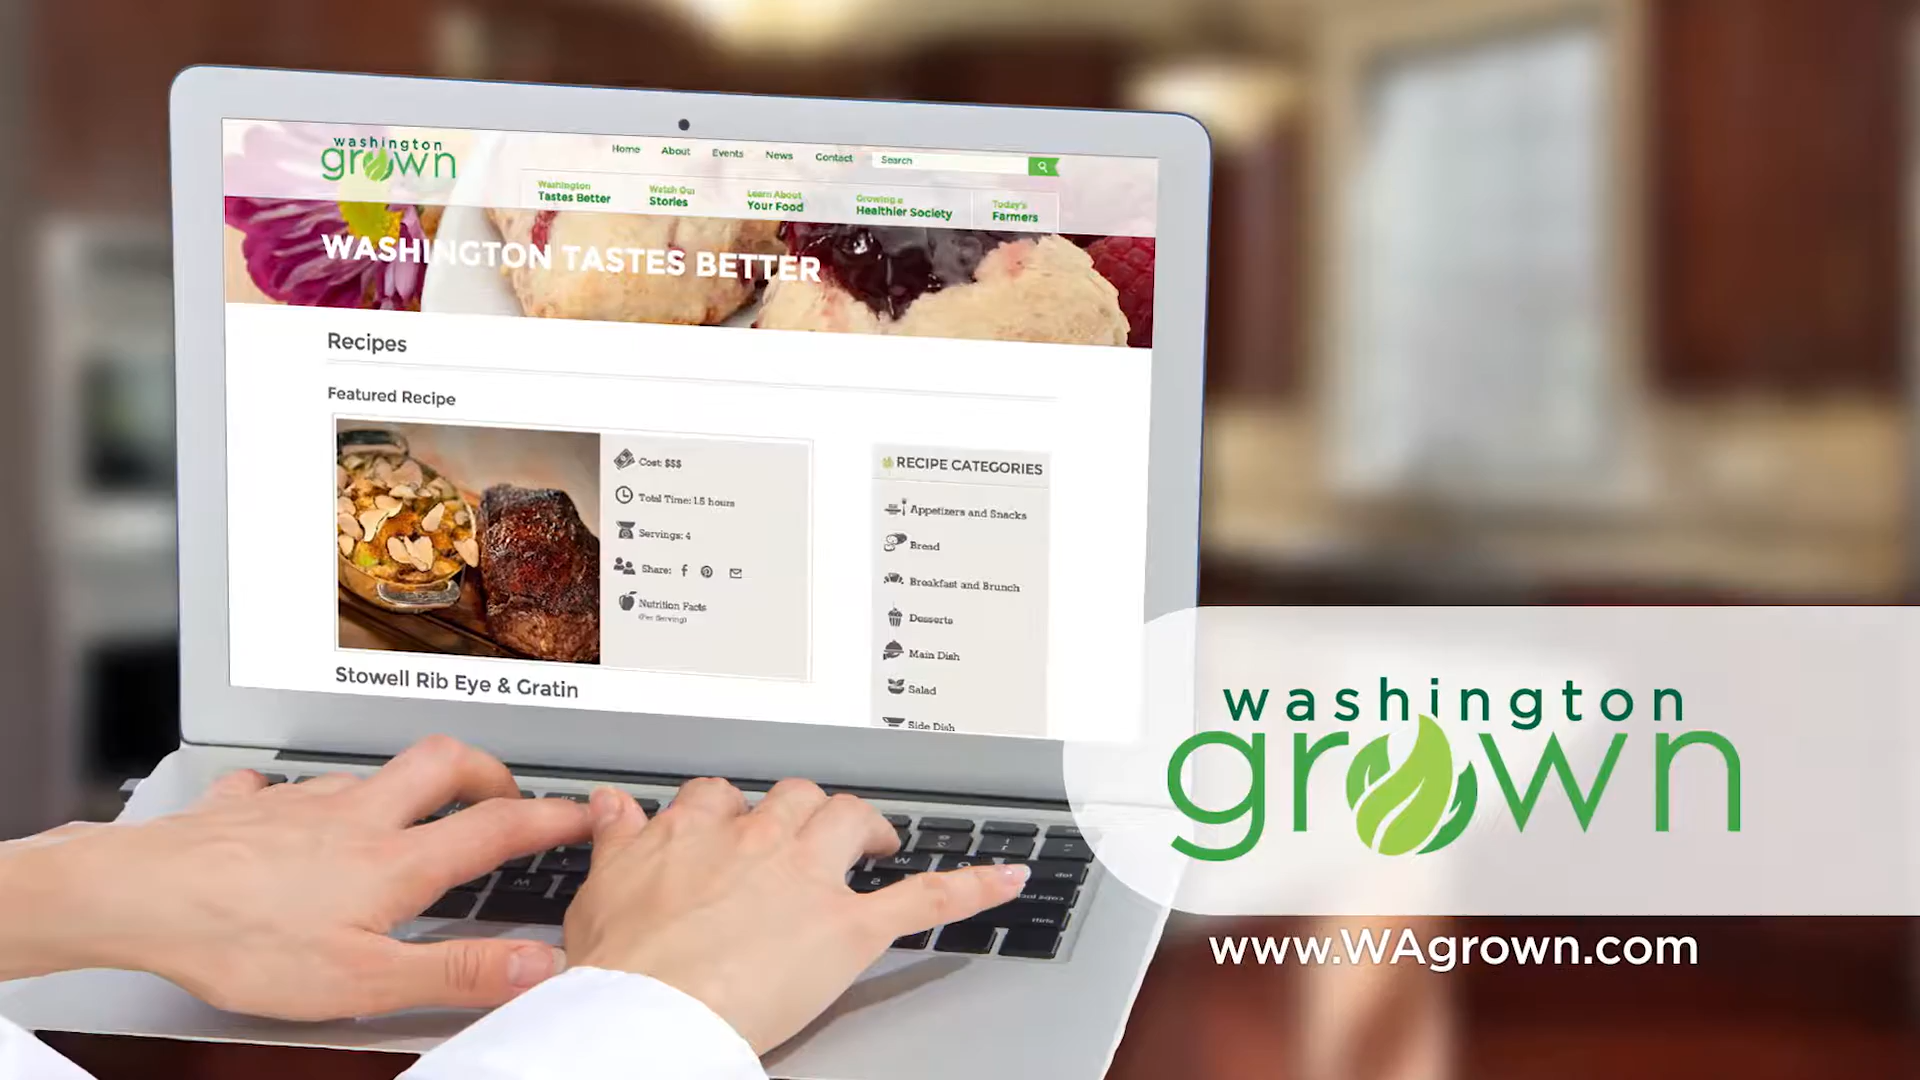 washington
grown
Home About Events News Contact Search
Washington
Tastes Better
Watch Our
Stories
Learn About
Your Food
Growing a
Healthier Society
Today's
Farmers
WASHINGTON TASTES BETTER
Recipes
Featured Recipe
Cost: $$$
Total Time: 1.5 hours
Servings: 4
Share:
Nutrition Facts
(Per Serving)
Stowell Rib Eye & Gratin
RECIPE CATEGORIES
Appetizers and Snacks
Bread
Breakfast and Brunch
Desserts
Main Dish
Salad
Side Dish
washington
grown
www.WAgrown.com